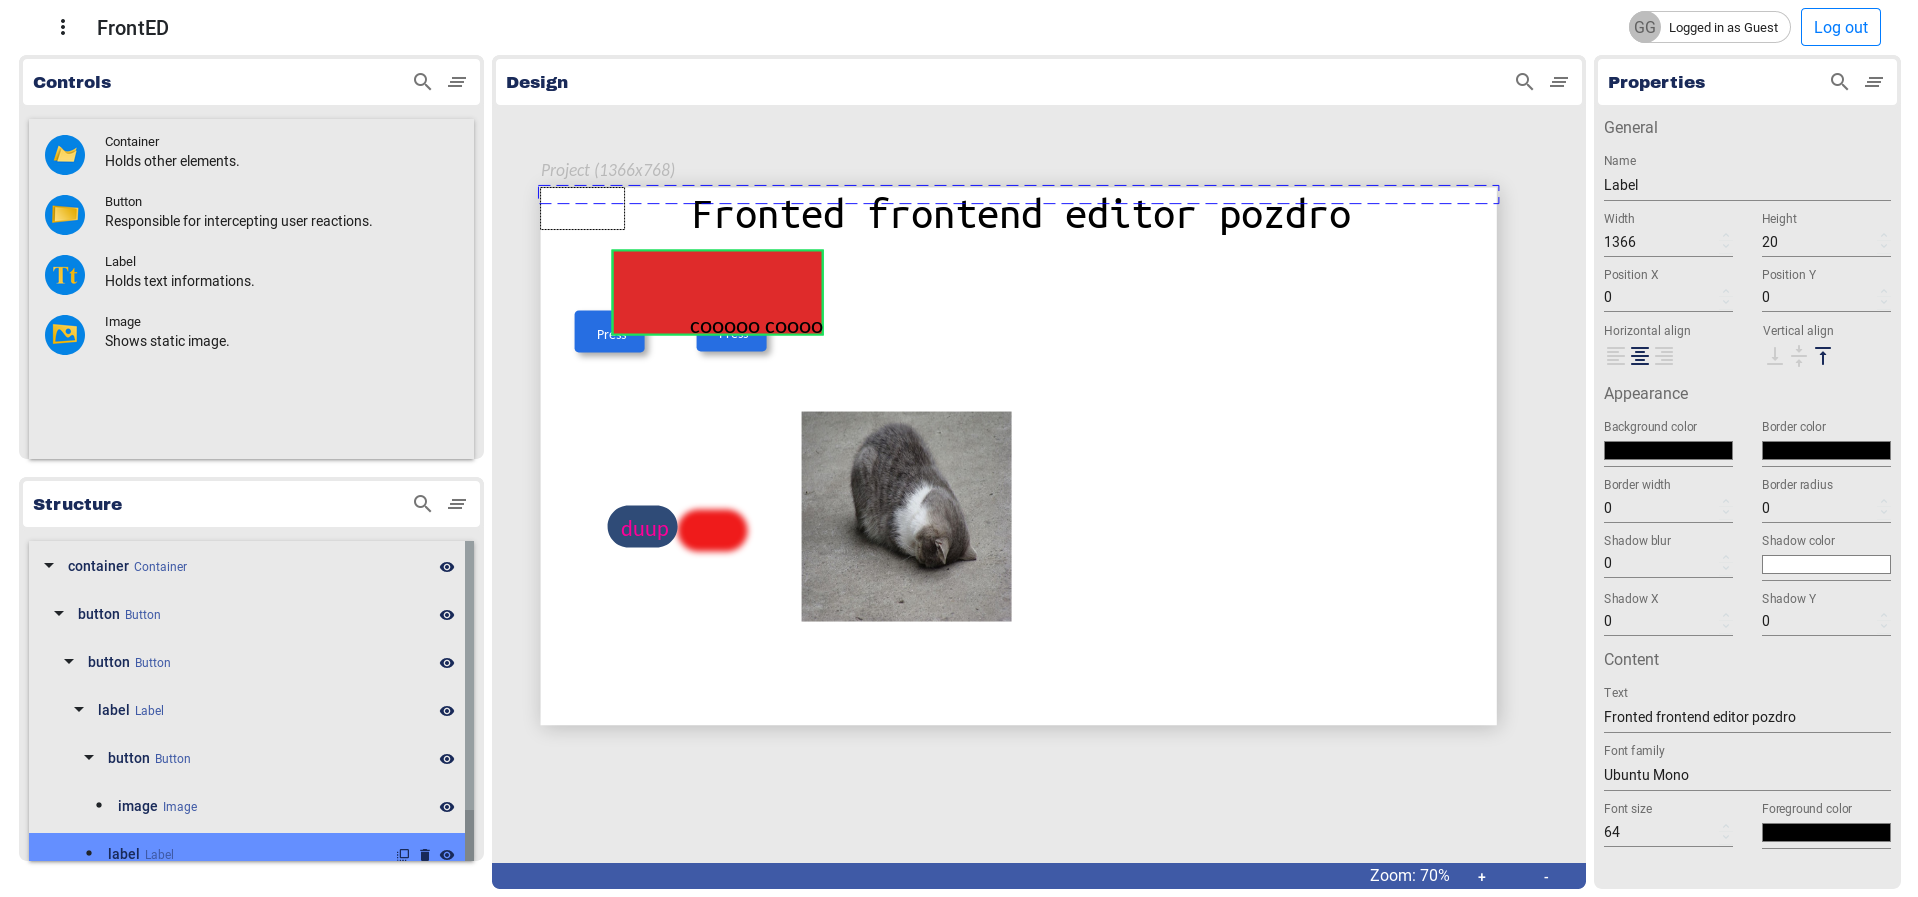 FrontED
GG Logged in as Guest
Log out
Controls
Container
Holds other elements.
Button
Responsible for intercepting user reactions.
Tt
Label
Holds text informations.
Image
Shows static image.
Structure
container Container
button Button
button Button
label Label
button Button
image Image
label Label
Design
Project (1366x768)
Fronted frontend editor pozdro
cooooo coooo
Press
Press
duup
Zoom: 70% + -
Properties
General
Name
Label
Width Height
1366 20
Position X Position Y
0 0
Horizontal align Vertical align
Appearance
Background color Border color
Border width Border radius
0 0
Shadow blur Shadow color
0
Shadow X Shadow Y
0 0
Content
Text
Fronted frontend editor pozdro
Font family
Ubuntu Mono
Font size Foreground color
64